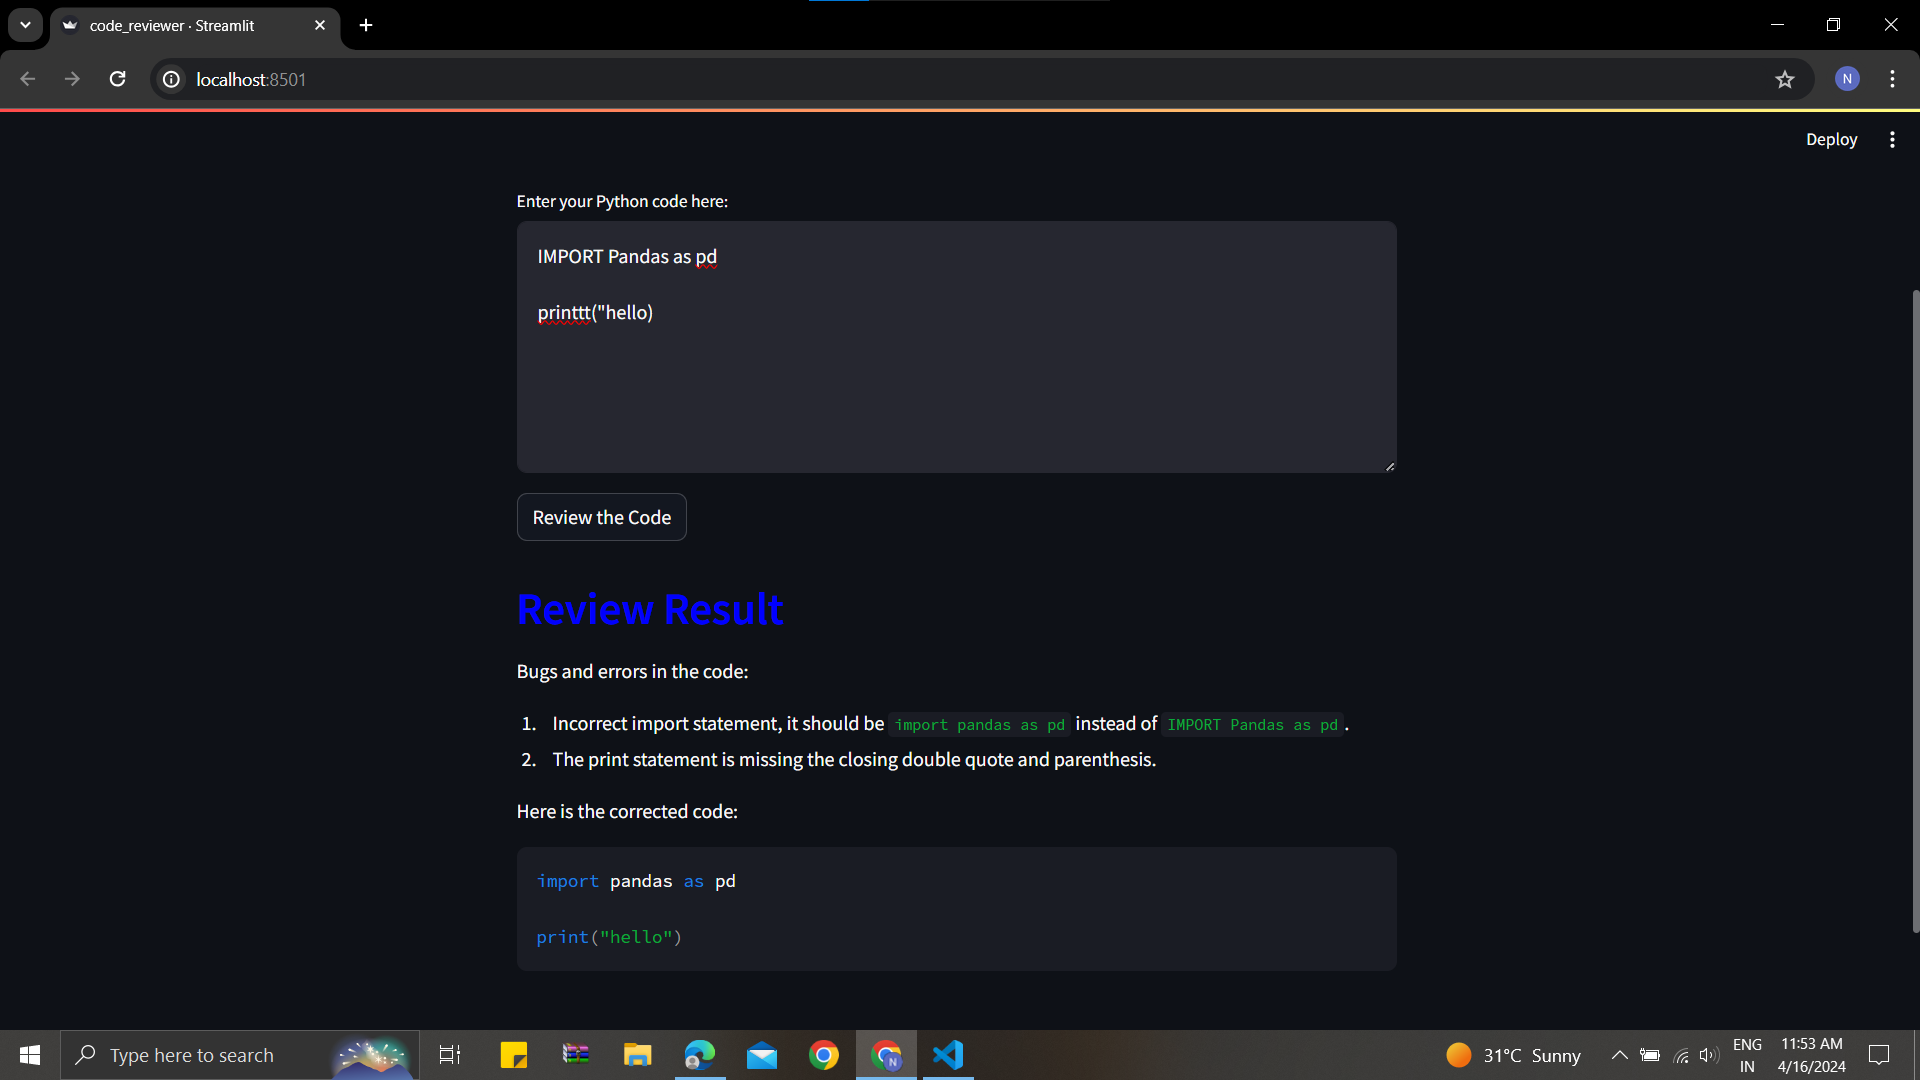 code_reviewer · Streamlit
localhost:8501
N
Deploy
Enter your Python code here:
IMPORT Pandas as pd
printtt("hello)
Review the Code
Review Result
Bugs and errors in the code:
1. Incorrect import statement, it should be import pandas as pd instead of IMPORT Pandas as pd .
2. The print statement is missing the closing double quote and parenthesis.
Here is the corrected code:
import pandas as pd
print("hello")
Type here to search
N
31°C Sunny
ENG
IN
11:53 AM
4/16/2024